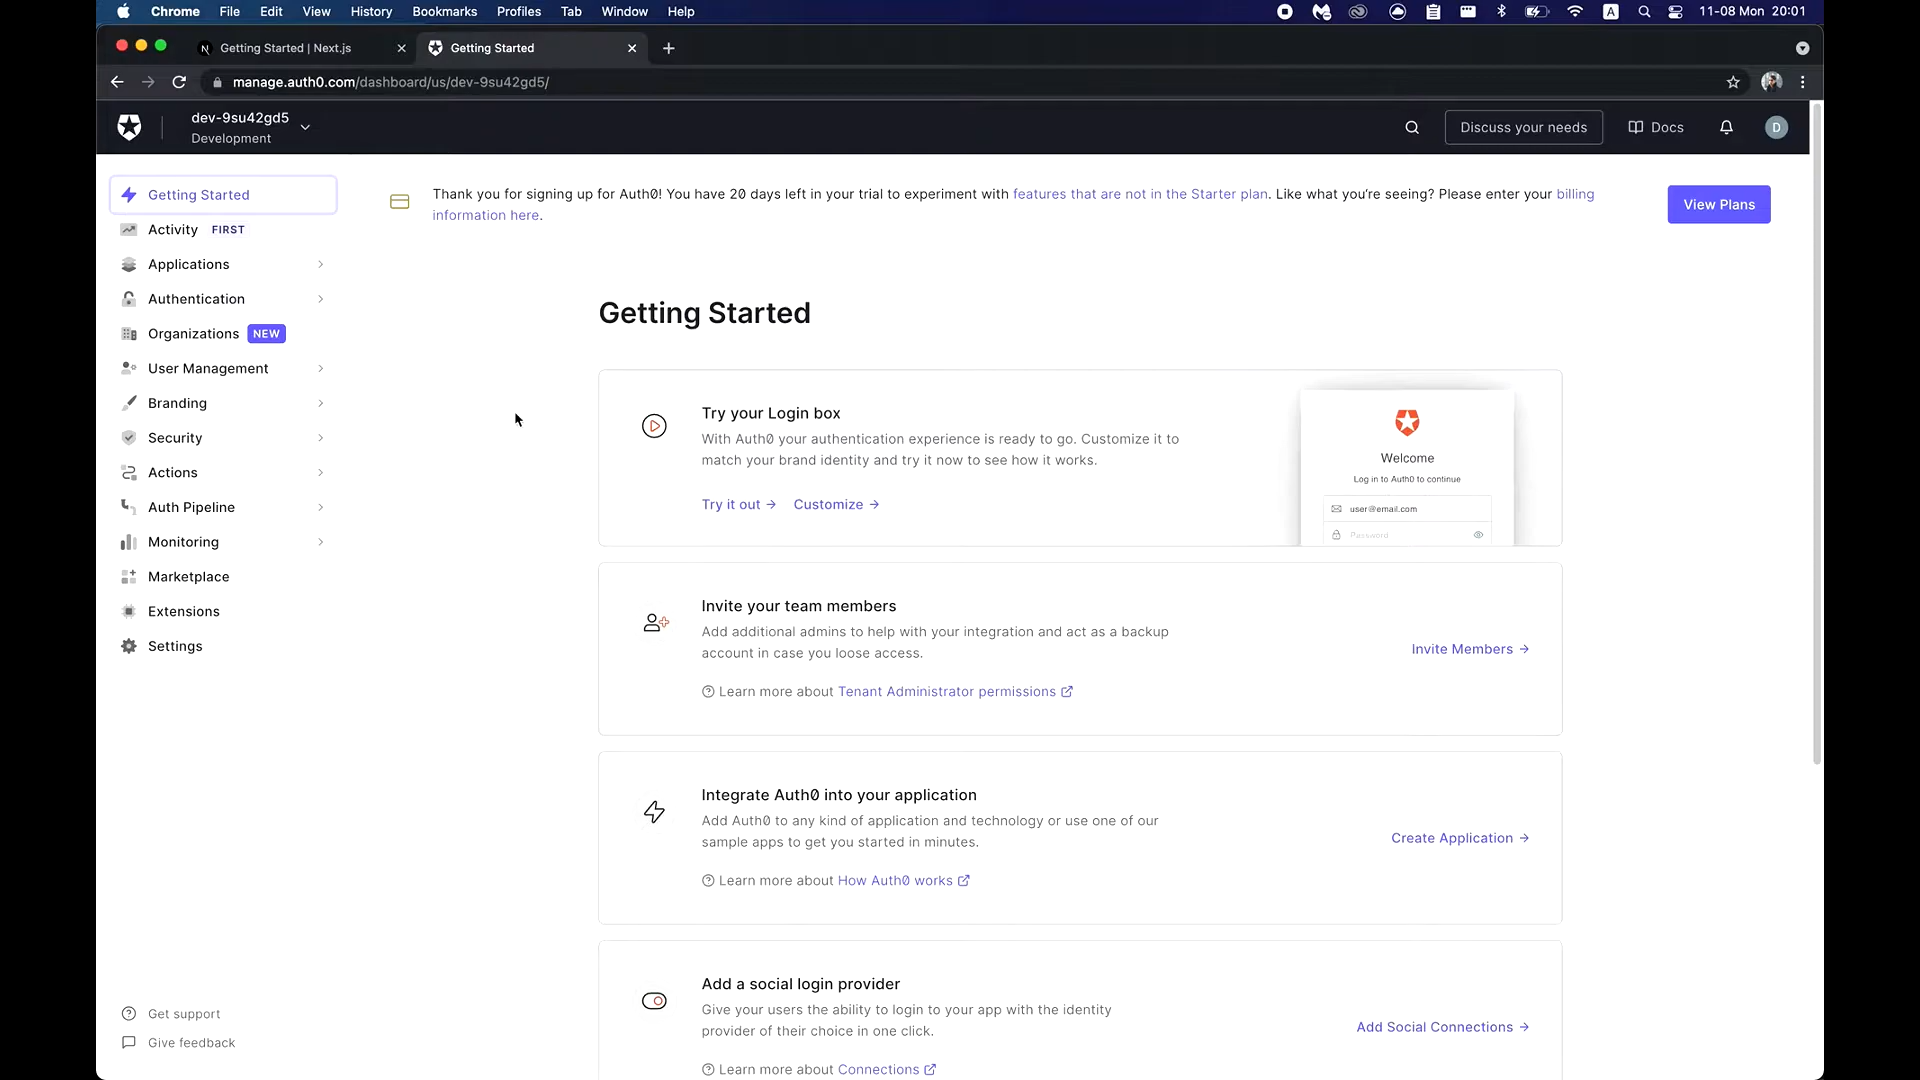 Chrome File Edit View History Bookmarks Profiles Tab Window Help
A 11-08 Mon 20:01
N Getting Started | Next.js
Getting Started
manage.auth0.com/dashboard/us/dev-9su42gd5/
dev-9su42gd5
Development
Discuss your needs
Docs
D
Getting Started
Activity FIRST
Applications
Authentication
Organizations NEW
User Management
Branding
Security
Actions
Auth Pipeline
Monitoring
Marketplace
Extensions
Settings
Get support
Give feedback
Thank you for signing up for Auth0! You have 20 days left in your trial to experiment with features that are not in the Starter plan. Like what you're seeing? Please enter your billing
information here.
View Plans
Getting Started
Try your Login box
With Auth0 your authentication experience is ready to go. Customize it to
match your brand identity and try it now to see how it works.
Try it out → Customize →
Welcome
Log in to Auth0 to continue
user@email.com
Password
Invite your team members
Add additional admins to help with your integration and act as a backup
account in case you loose access.
Learn more about Tenant Administrator permissions
Invite Members →
Integrate Auth0 into your application
Add Auth0 to any kind of application and technology or use one of our
sample apps to get you started in minutes.
Learn more about How Auth0 works
Create Application →
Add a social login provider
Give your users the ability to login to your app with the identity
provider of their choice in one click.
Learn more about Connections
Add Social Connections →